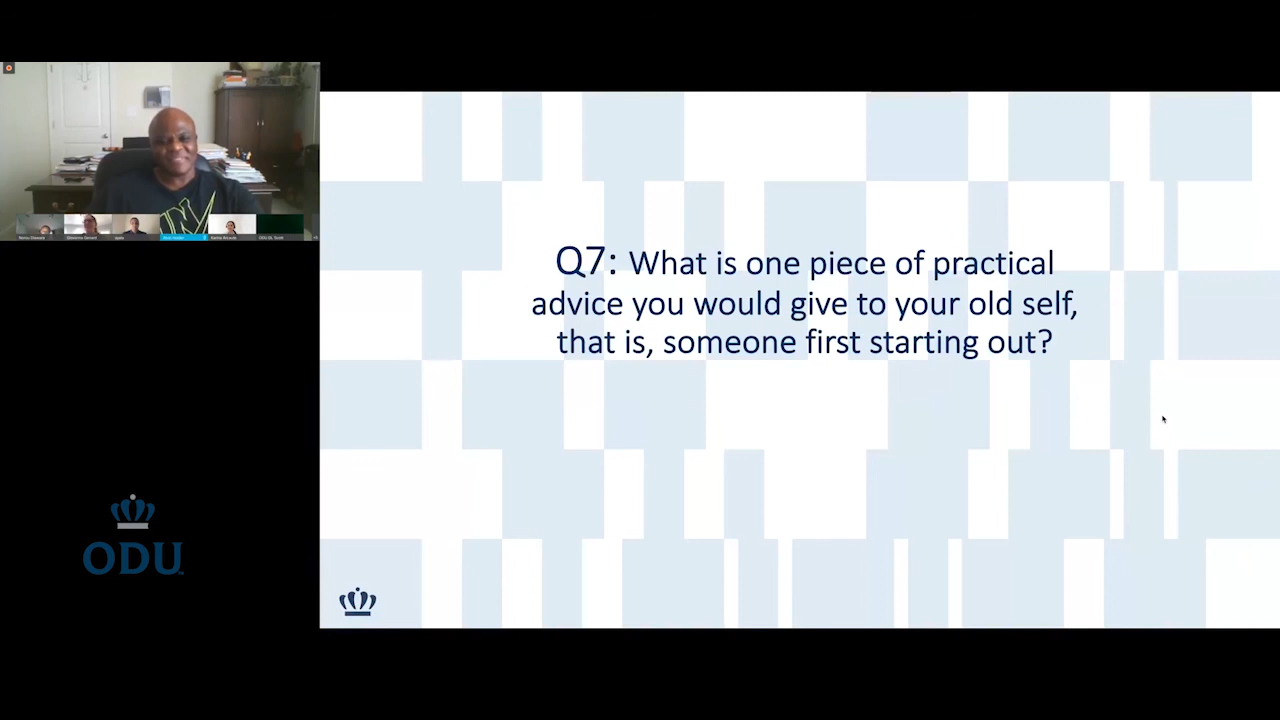 Q7: What is one piece of practical
advice you would give to your old self,
that is, someone first starting out?
ODU